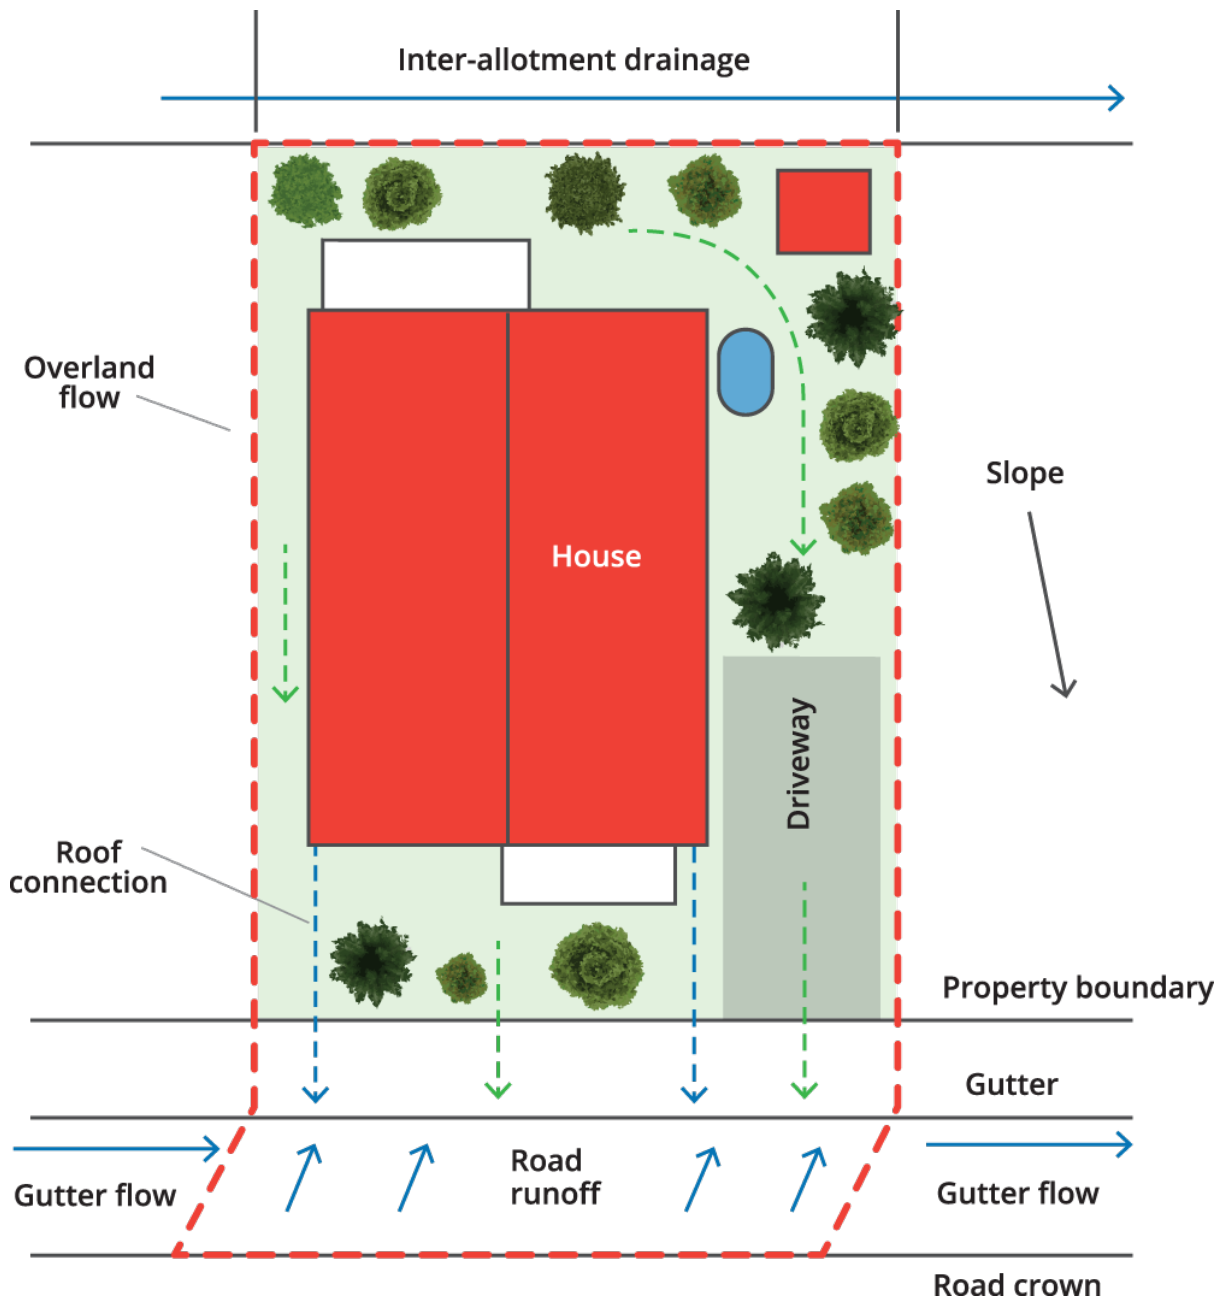 Inter-allotment drainage
Overland
flow
Slope
House
Driveway
Roof
connection
Property boundary
Gutter
Gutter flow
Road
runoff
Gutter flow
Road crown